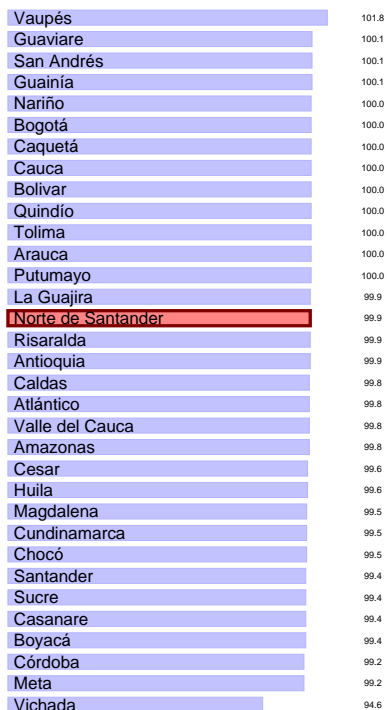 Vaupés 101.8
Guaviare 100.1
San Andrés 100.1
Guainía 100.1
Nariño 100.0
Bogotá 100.0
Caquetá 100.0
Cauca 100.0
Bolivar 100.0
Quindío 100.0
Tolima 100.0
Arauca 100.0
Putumayo 100.0
La Guajira 99.9
Norte de Santander 99.9
Risaralda 99.9
Antioquia 99.9
Caldas 99.8
Atlántico 99.8
Valle del Cauca 99.8
Amazonas 99.8
Cesar 99.6
Huila 99.6
Magdalena 99.5
Cundinamarca 99.5
Chocó 99.5
Santander 99.4
Sucre 99.4
Casanare 99.4
Boyacá 99.4
Córdoba 99.2
Meta 99.2
Vichada 94.6